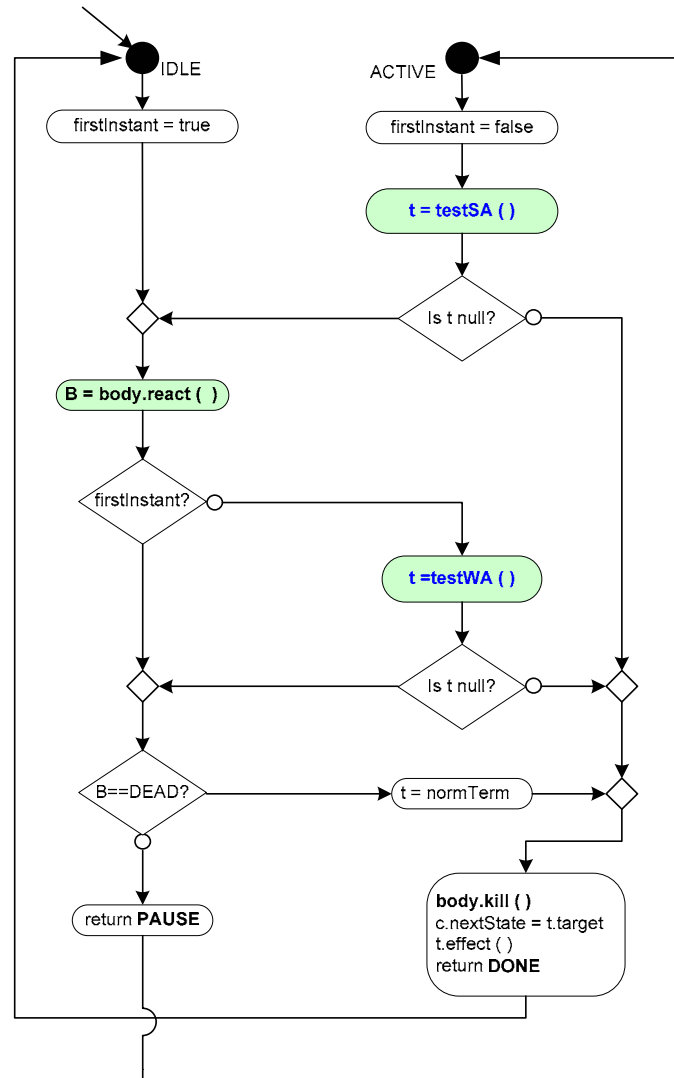 IDLE
ACTIVE
firstInstant = true
firstInstant = false
t = testSA ( )
Is t null?
B = body.react (  )
firstInstant?
t =testWA ( )
Is t null?
B==DEAD?
t = normTerm
body.kill ( )
c.nextState = t.target
t.effect ( )
return DONE
return PAUSE